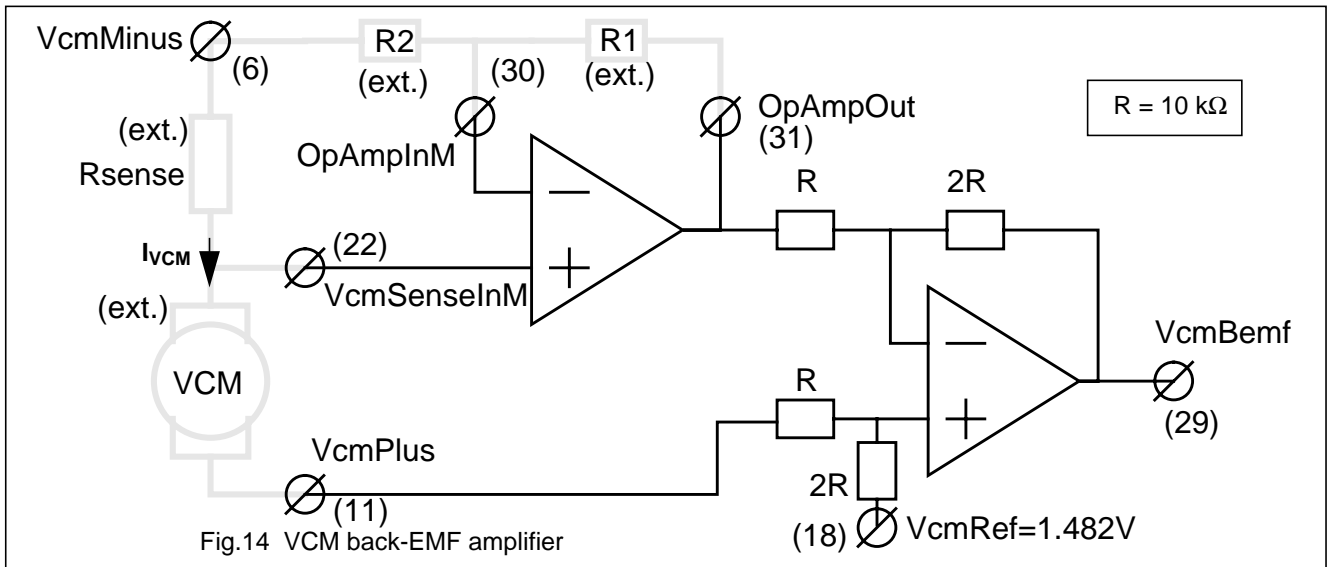 VcmMinus
(6)
R2
(ext.)
(30)
R1
(ext.)
OpAmpOut
(31)
R = 10 kΩ
(ext.)
Rsense
OpAmpInM
R
2R
IVCM
(22)
VcmSenseInM
(ext.)
VCM
VcmBemf
(29)
R
VcmPlus
(11)
2R
(18)
VcmRef=1.482V
Fig.14 VCM back-EMF amplifier